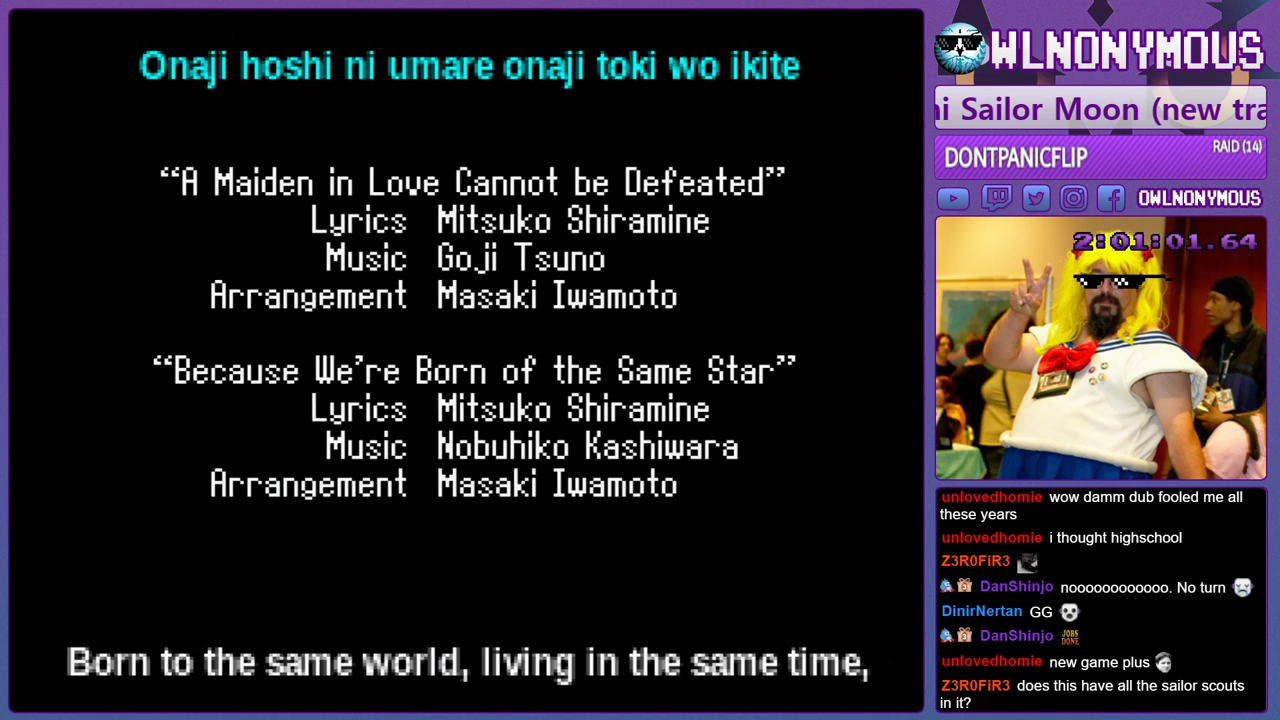 Onaji hoshi ni umare onaji toki wo ikite
“A Maiden in Love Cannot be Defeated”
Lyrics Mitsuko Shiramine
Music Goji Tsuno
Arrangement Masaki Iwamoto
“Because We’re Born of the Same Star”
Lyrics Mitsuko Shiramine
Music Nobuhiko Kashiwara
Arrangement Masaki Iwamoto
Born to the same world, living in the same time,
OWLNONYMOUS
ni Sailor Moon (new tra
DONTPANICFLIP RAID (14)
OWLNONYMOUS
2:01:01.64
unlovedhomie wow damm dub fooled me all
these years
unlovedhomie i thought highschool
Z3R0FiR3
DanShinjo noooooooooooo. No turn
DinirNertan GG
DanShinjo JOBS DONE
unlovedhomie new game plus
Z3R0FiR3 does this have all the sailor scouts
in it?